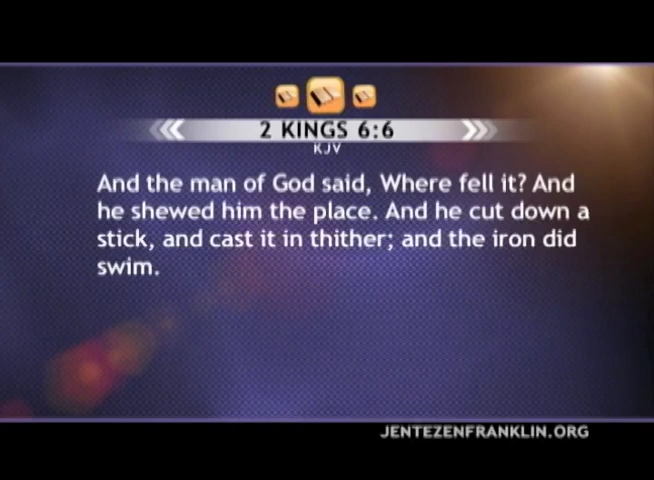 2 KINGS 6:6
KJV
And the man of God said, Where fell it? And
he shewed him the place. And he cut down a
stick, and cast it in thither; and the iron did
swim.
JENTEZENFRANKLIN.ORG